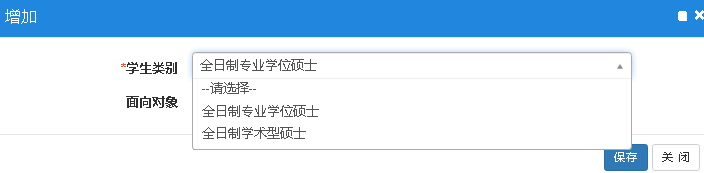 增加
*学生类别
全日制专业学位硕士
--请选择--
面向对象
全日制专业学位硕士
全日制学术型硕士
保存 关 闭